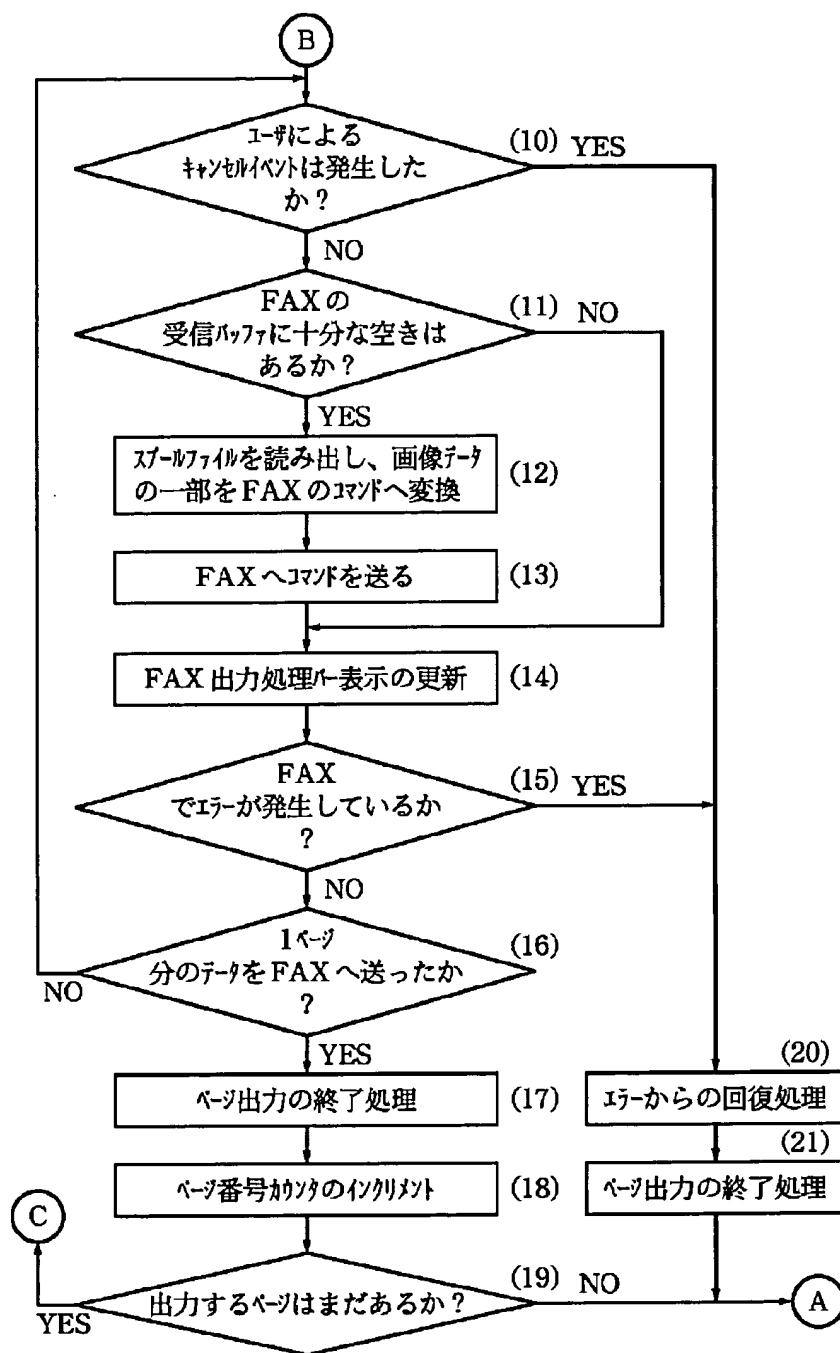 B
ユーザによる
キャンセルイベントは発生した
か?
(10) YES
NO
FAXの
受信バッファに十分な空きは
あるか?
(11) NO
YES
スプールファイルを読み出し、画像データ
の一部をFAXのコマンドへ変換
(12)
FAXへコマンドを送る
(13)
FAX出力処理バー表示の更新
(14)
FAX
でエラーが発生しているか
?
(15) YES
NO
1ページ
分のデータをFAXへ送ったか
?
(16)
NO
YES
(20)
ページ出力の終了処理
(17)
エラーからの回復処理
(21)
ページ番号カウンタのインクリメント
(18)
ページ出力の終了処理
C
出力するページはまだあるか?
(19) NO
YES
A